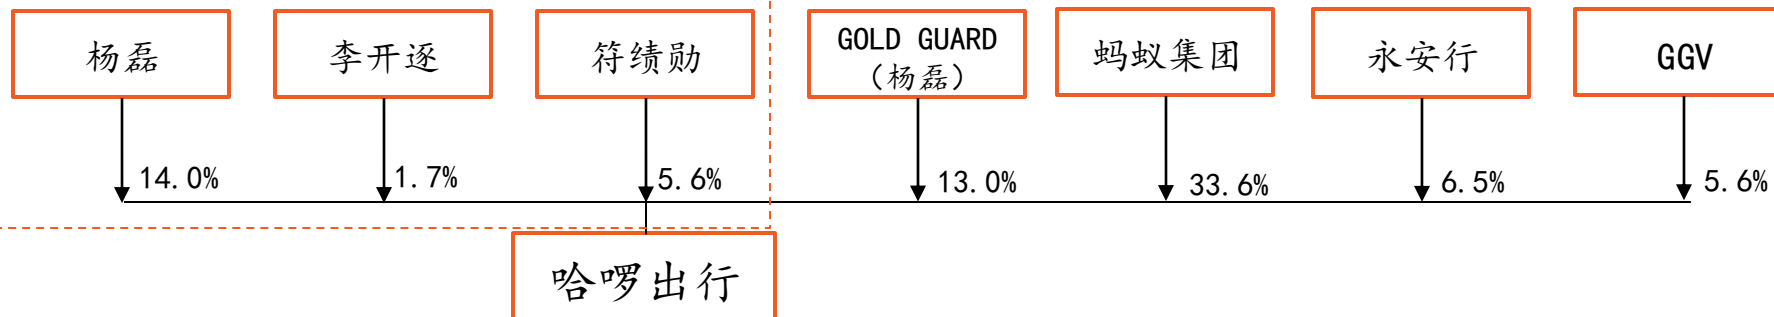 杨磊
李开逐
符绩勋
GOLD GUARD
（杨磊）
蚂蚁集团
永安行
GGV
14.0%
1.7%
5.6%
13.0%
33.6%
6.5%
5.6%
哈啰出行